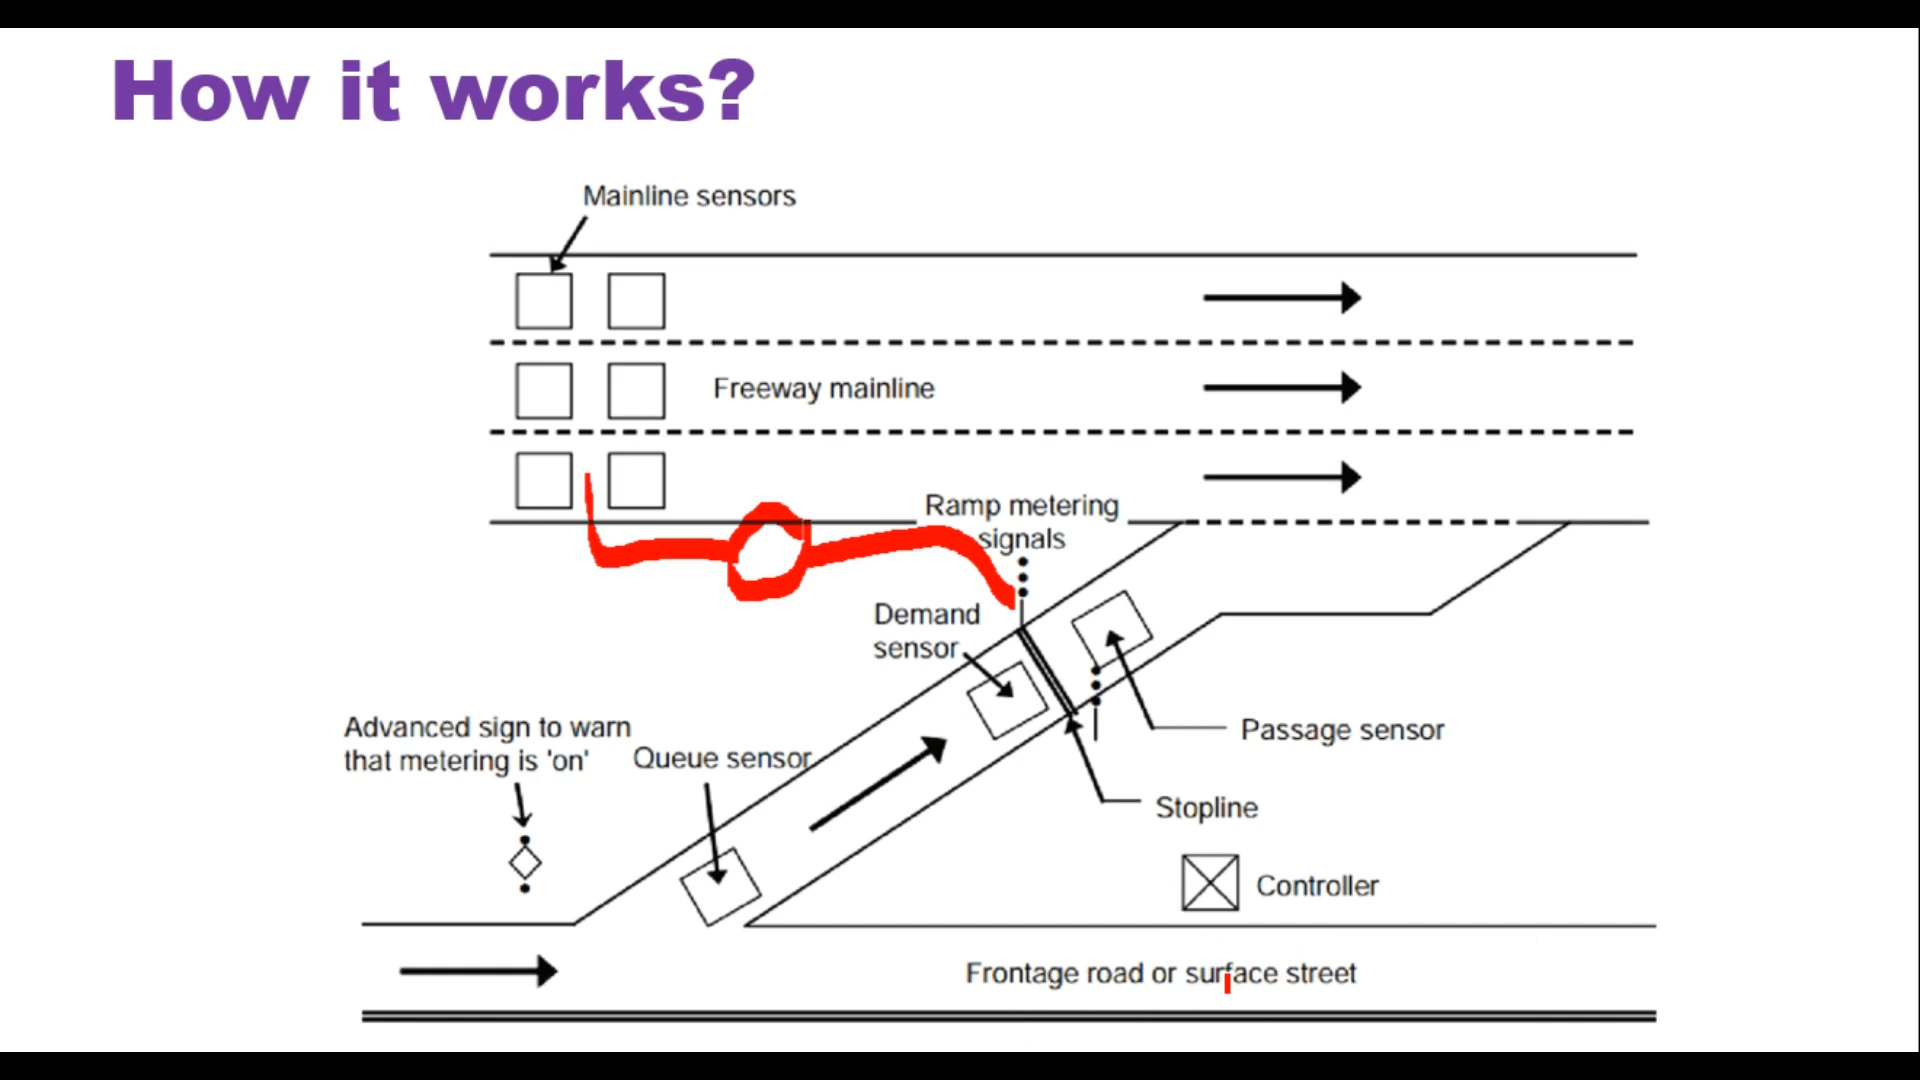 How it works?
Mainline sensors
Freeway mainline
Ramp metering
signals
Demand
sensor
Advanced sign to warn
that metering is 'on'
Queue sensor
Passage sensor
Stopline
Controller
Frontage road or surface street